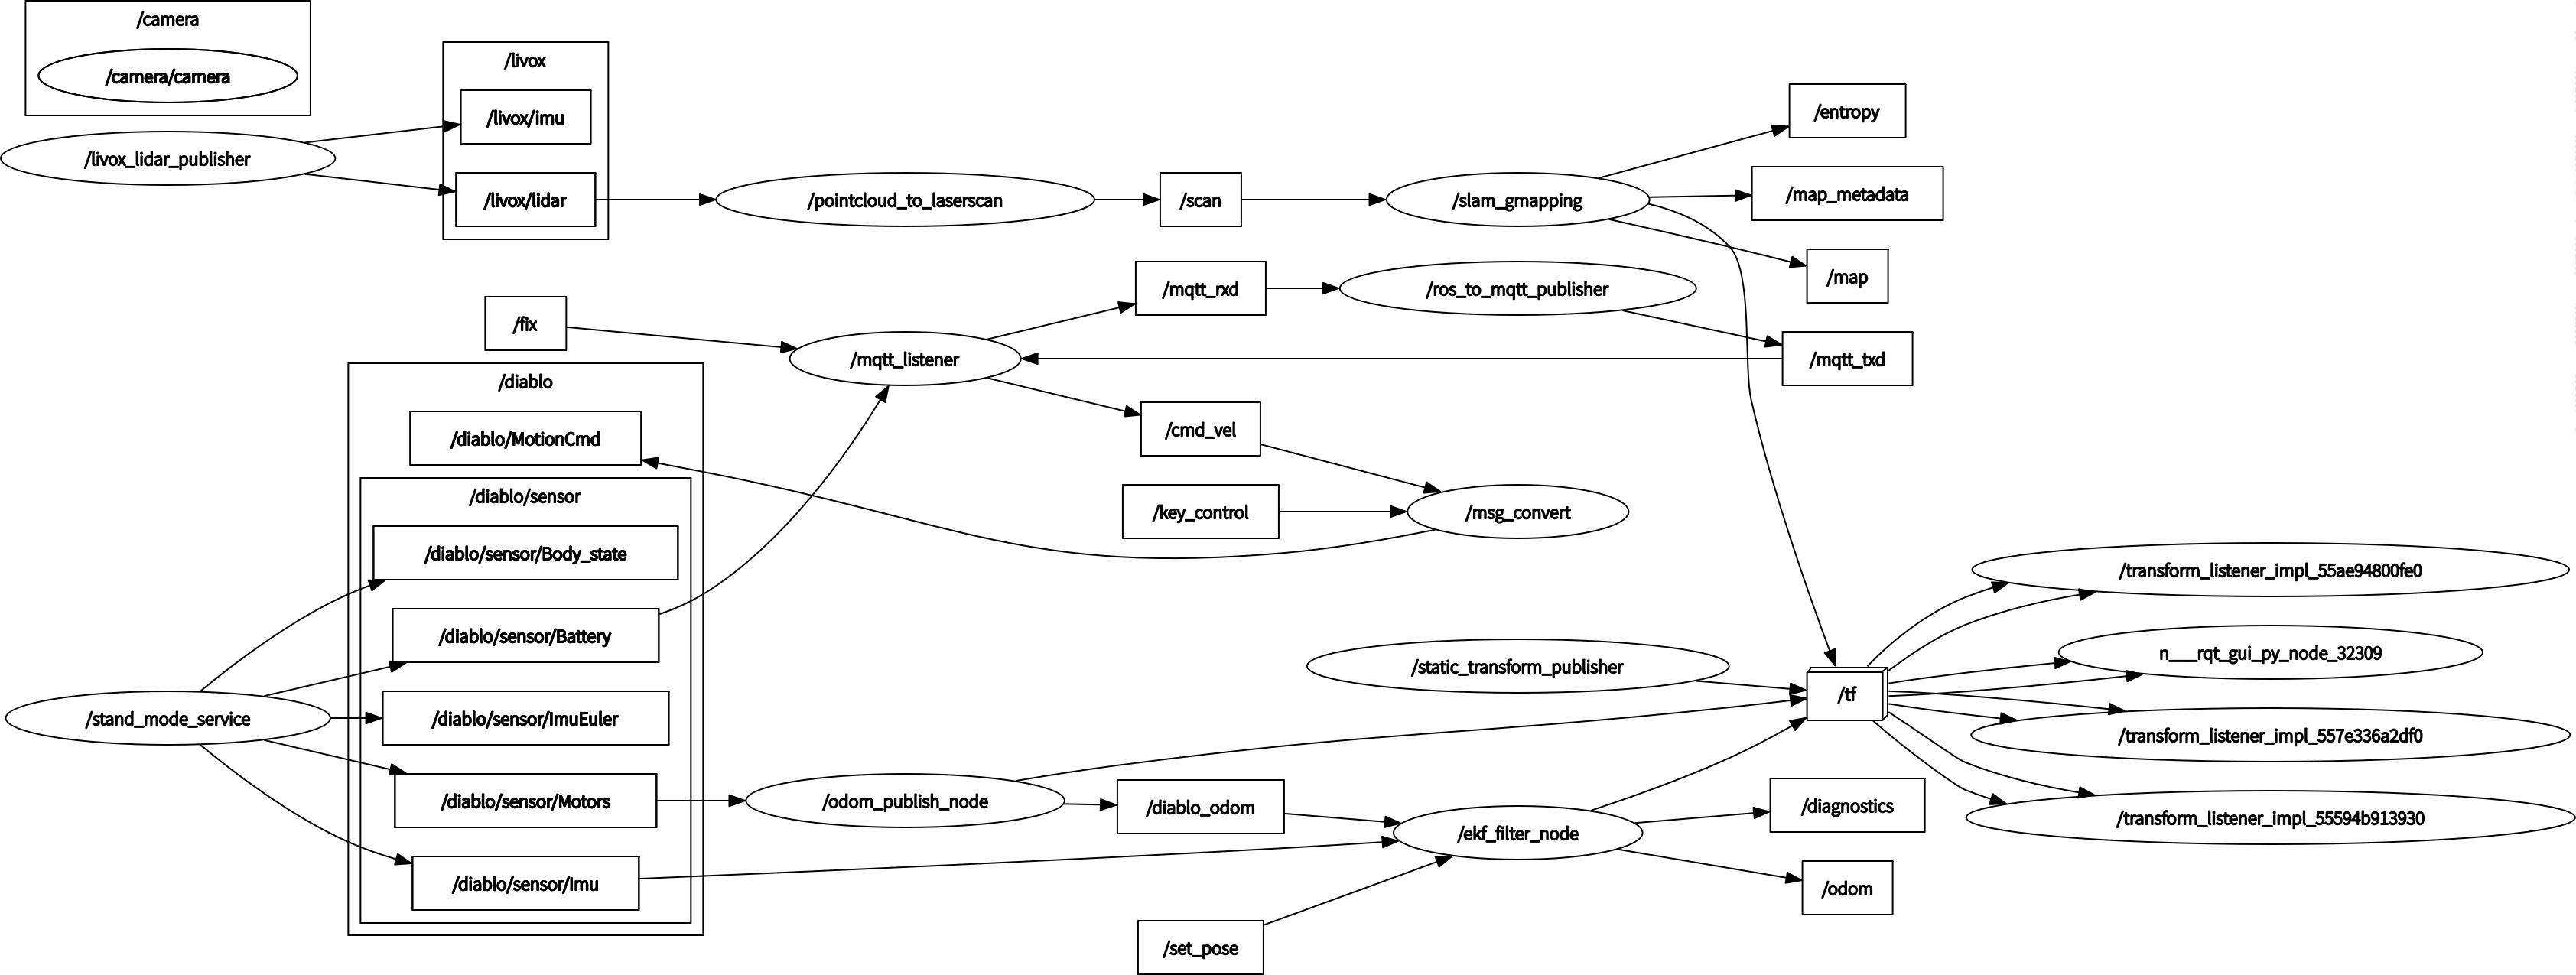 /camera
/camera/camera
/livox_lidar_publisher
/livox
/livox/imu
/livox/lidar
/pointcloud_to_laserscan
/scan
/slam_gmapping
/entropy
/map_metadata
/map
/mqtt_rxd
/ros_to_mqtt_publisher
/mqtt_txd
/fix
/mqtt_listener
/cmd_vel
/key_control
/msg_convert
/diablo
/diablo/MotionCmd
/diablo/sensor
/diablo/sensor/Body_state
/diablo/sensor/Battery
/diablo/sensor/ImuEuler
/diablo/sensor/Motors
/diablo/sensor/Imu
/stand_mode_service
/static_transform_publisher
/tf
/odom_publish_node
/diablo_odom
/ekf_filter_node
/set_pose
/diagnostics
/odom
/transform_listener_impl_55ae94800fe0
n___rqt_gui_py_node_32309
/transform_listener_impl_557e336a2df0
/transform_listener_impl_55594b913930